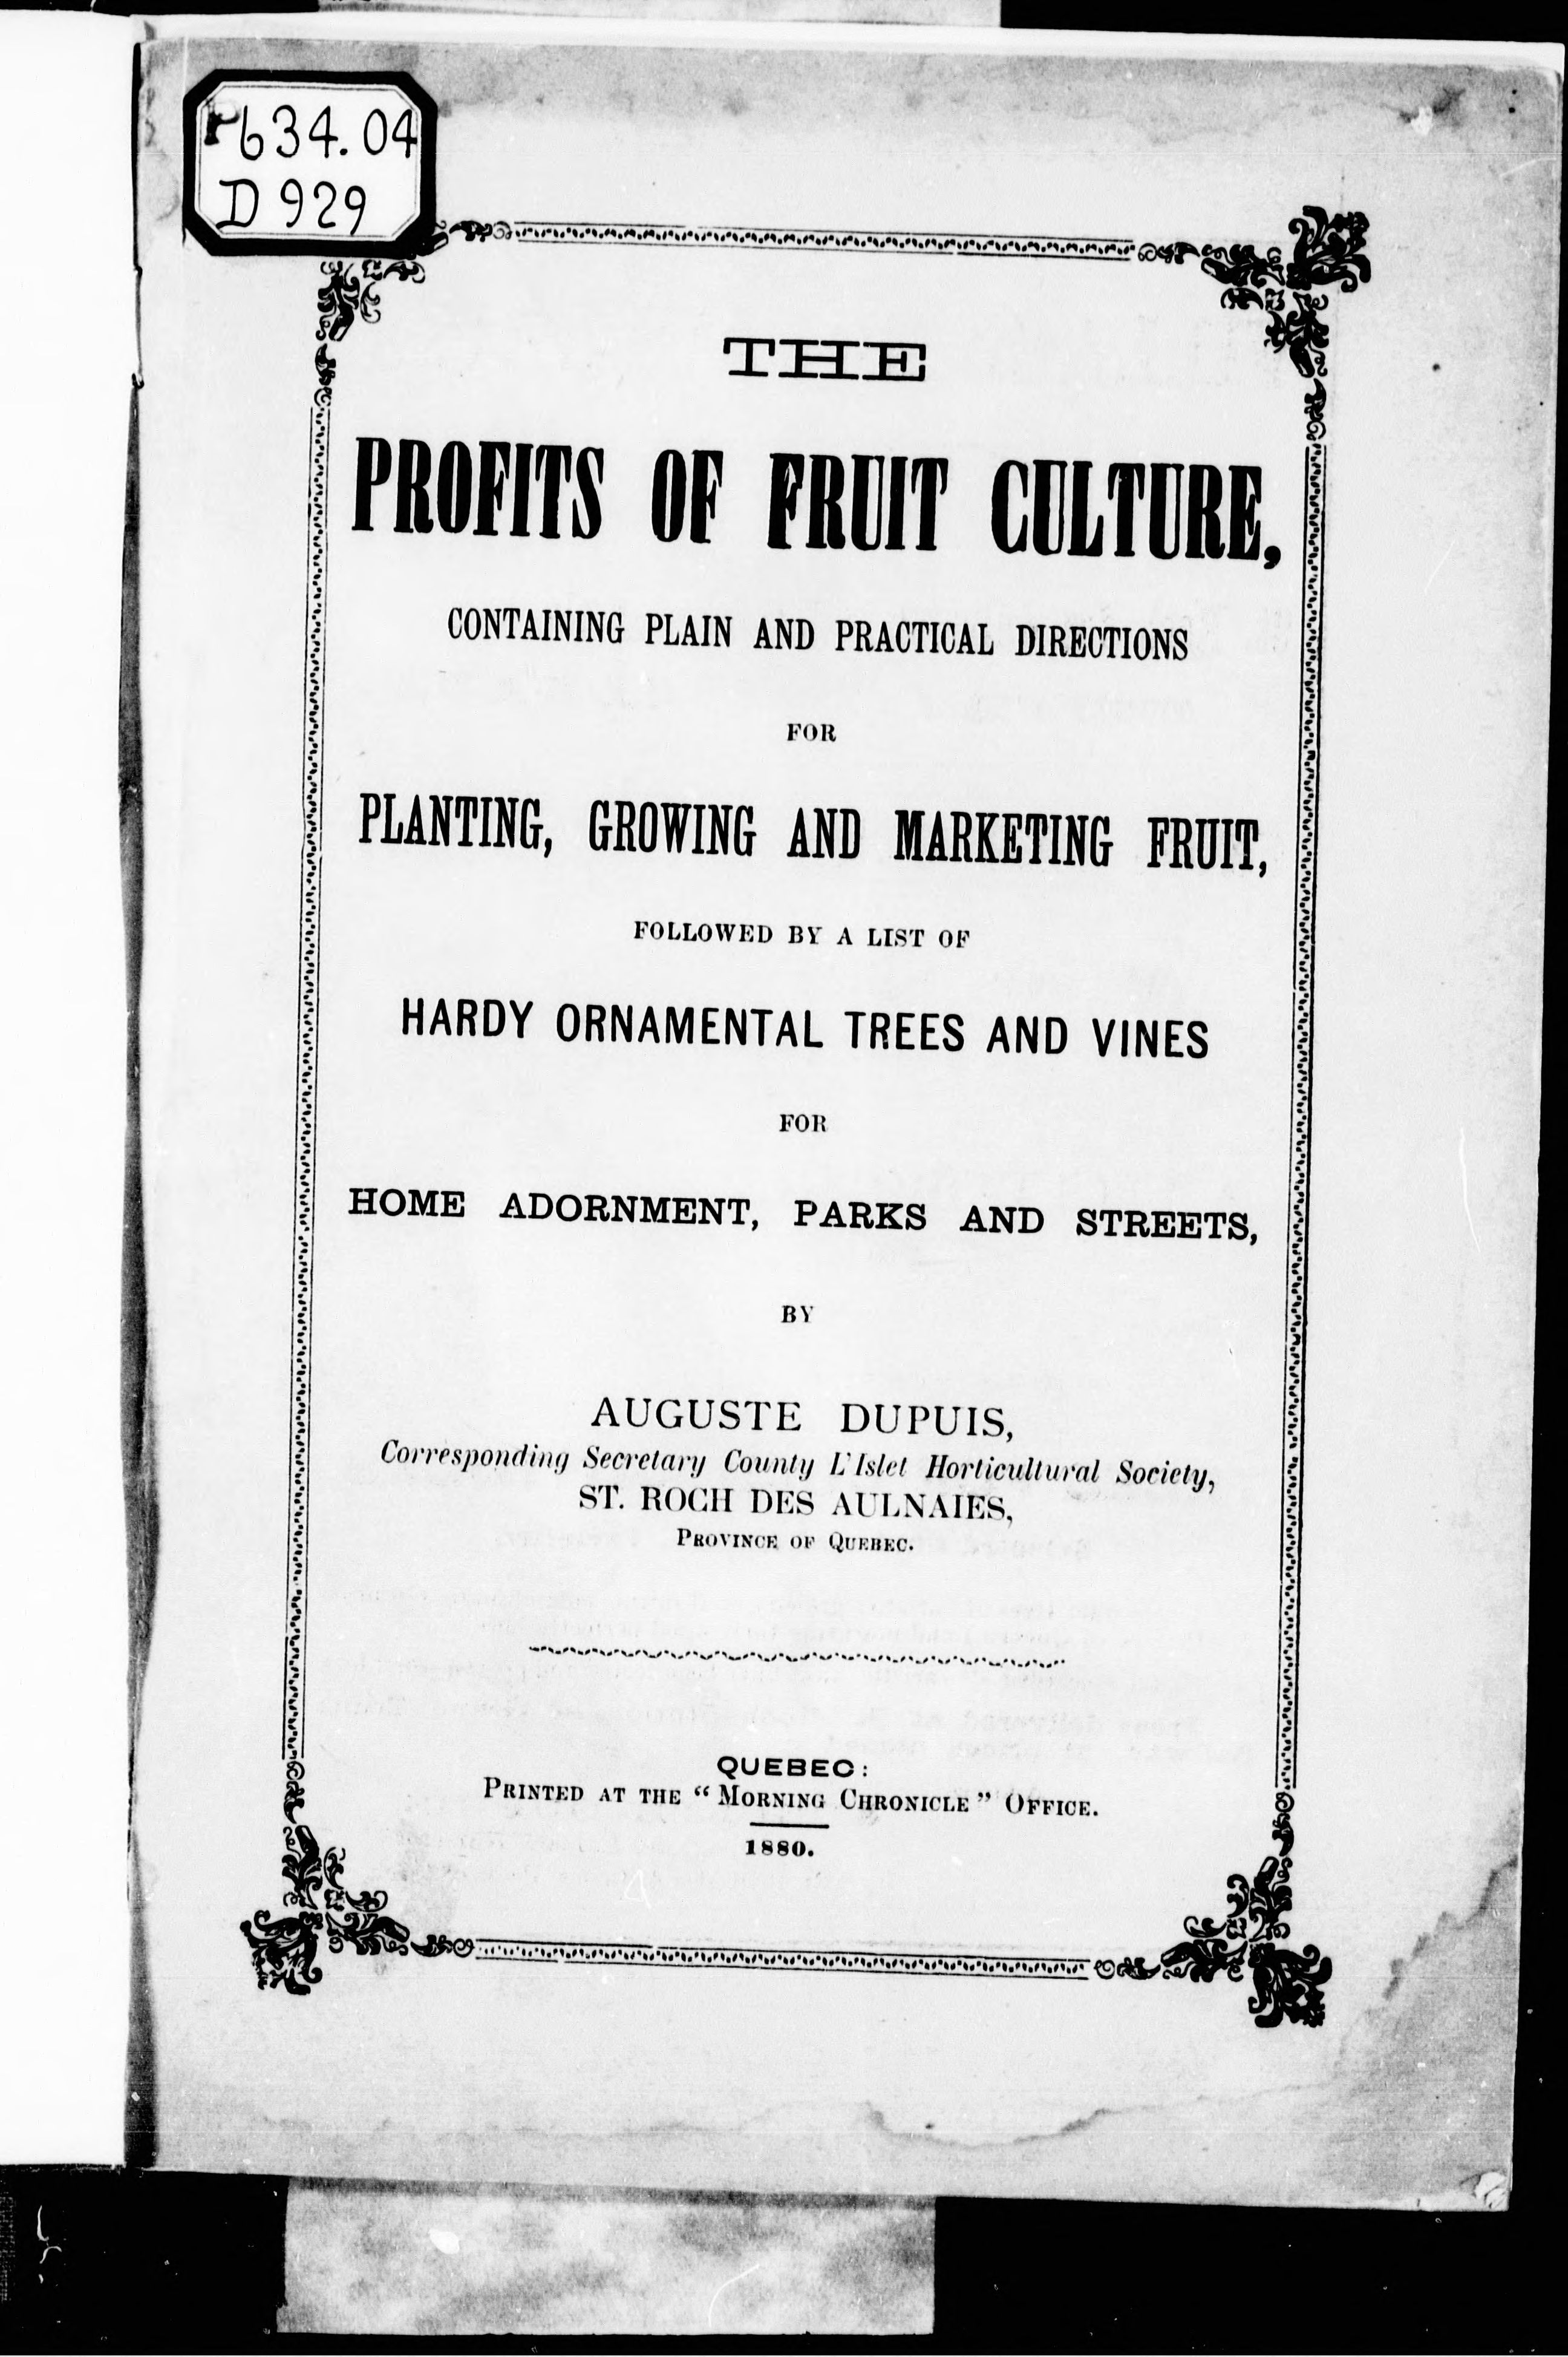 r634.04
D929
THE
PROFITS OF FRUIT CULTURE,
CONTAINING PLAIN AND PRACTICAL DIRECTIONS
FOR
PLANTING, GROWING AND MARKETING FRUIT,
FOLLOWED BY A LIST OF
HARDY ORNAMENTAL TREES AND VINES
FOR
HOME ADORNMENT, PARKS AND STREETS,
BY
AUGUSTE DUPUIS,
Corresponding Secretary County L'Islet Horticultural Society,
ST. ROCH DES AULNAIES,
PROVINCE OF QUEBEC.
QUEBEC:
PRINTED AT THE "MORNING CHRONICLE" OFFICE.
1880.